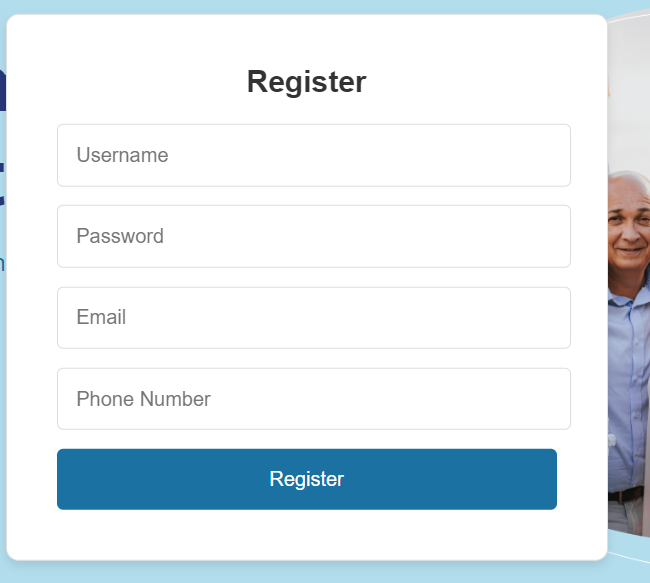 Register
Username
Password
Email
Phone Number
Register